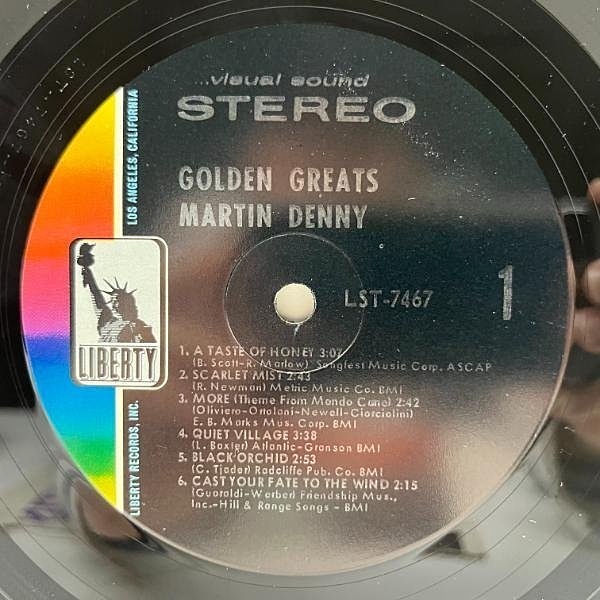 ...visual sound
STEREO
GOLDEN GREATS
MARTIN DENNY
LST-7467
1
LOS ANGELES, CALIFORNIA
LIBERTY
LIBERTY RECORDS, INC.
1. A TASTE OF HONEY 3:07
(B. Scott-R. Marlow) Songfest Music Corp. ASCAP
2. SCARLET MIST 2:43
(R. Newman) Metric Music Co. BMI
3. MORE (Theme From Mondo Cane) 2:42
(Oliviero-Ortolani-Newell-Ciorciolini)
E. B. Marks Mus. Corp. BMI
4. QUIET VILLAGE 3:38
(L. Baxter) Atlantic-Granson BMI
5. BLACK ORCHID 2:53
(C. Tjader) Radcliffe Pub. Co. BMI
6. CAST YOUR FATE TO THE WIND 2:15
(Guaraldi-Werber) Friendship Mus.,
Inc.-Hill & Range Songs - BMI